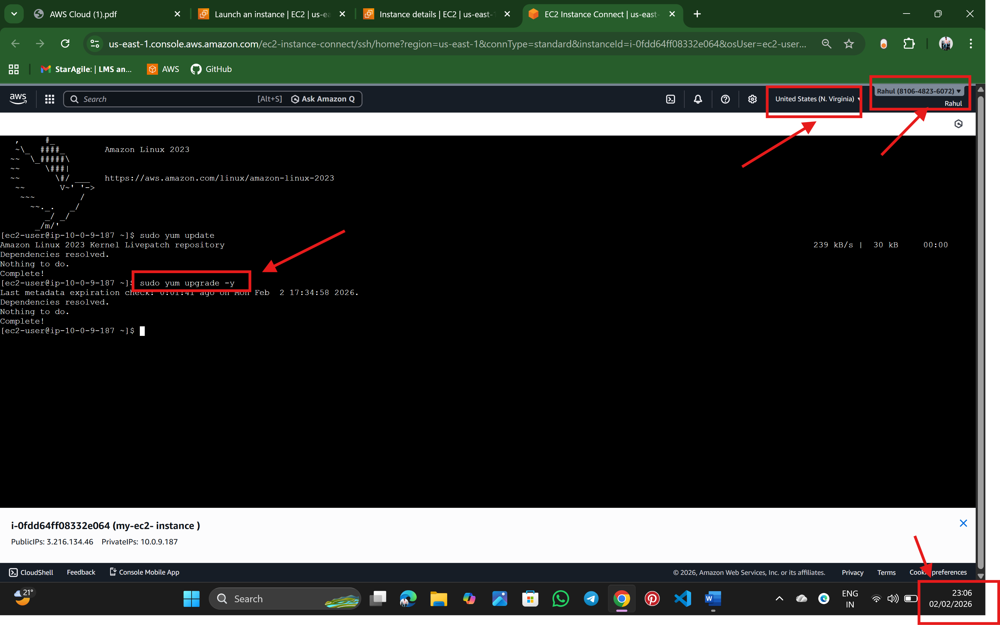 AWS Cloud (1).pdf
Launch an instance | EC2 | us-ea
Instance details | EC2 | us-east-1
EC2 Instance Connect | us-east-
us-east-1.console.aws.amazon.com/ec2-instance-connect/ssh/home?region=us-east-1&connType=standard&instanceId=i-0fdd64ff08332e064&osUser=ec2-user...
StarAgile: | LMS an...
AWS
GitHub
aws
Search
[Alt+S]
Ask Amazon Q
United States (N. Virginia)
Rahul (8106-4823-6072)
Rahul
   ,     #_
   ~\_  ####_        Amazon Linux 2023
  ~~  \_#####\
  ~~     \###|
  ~~       \#/ ___   https://aws.amazon.com/linux/amazon-linux-2023
   ~~       V~' '->
    ~~~         /
      ~~._.   _/
         _/ _/
       _/m/'
[ec2-user@ip-10-0-9-187 ~]$ sudo yum update
Amazon Linux 2023 Kernel Livepatch repository 239 kB/s | 30 kB 00:00
Dependencies resolved.
Nothing to do.
Complete!
[ec2-user@ip-10-0-9-187 ~]$ sudo yum upgrade -y
Last metadata expiration check: 0:01:41 ago on Mon Feb  2 17:34:58 2026.
Dependencies resolved.
Nothing to do.
Complete!
[ec2-user@ip-10-0-9-187 ~]$
i-0fdd64ff08332e064 (my-ec2- instance )
PublicIPs: 3.216.134.46 PrivateIPs: 10.0.9.187
CloudShell
Feedback
Console Mobile App
© 2026, Amazon Web Services, Inc. or its affiliates.
Privacy
Terms
Cookie preferences
21°
Search
ENG
IN
23:06
02/02/2026